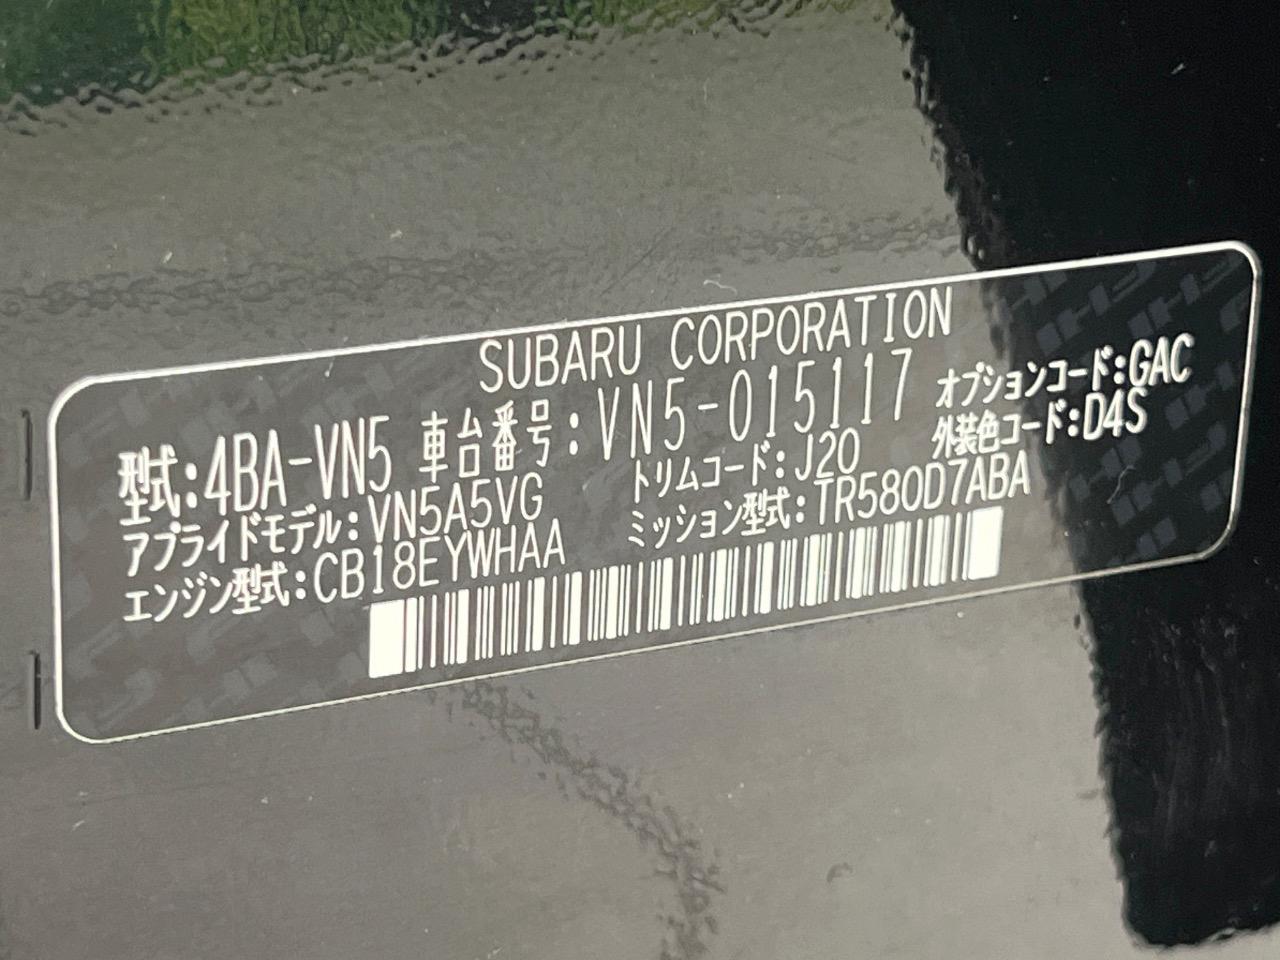 SUBARU CORPORATION
型式:4BA-VN5 車台番号:VN5-015117 オプションコード:GAC
アプライドモデル:VN5A5VG トリムコード:J20 外装色コード:D4S
エンジン型式:CB18EYWHAA ミッション型式:TR580D7ABA